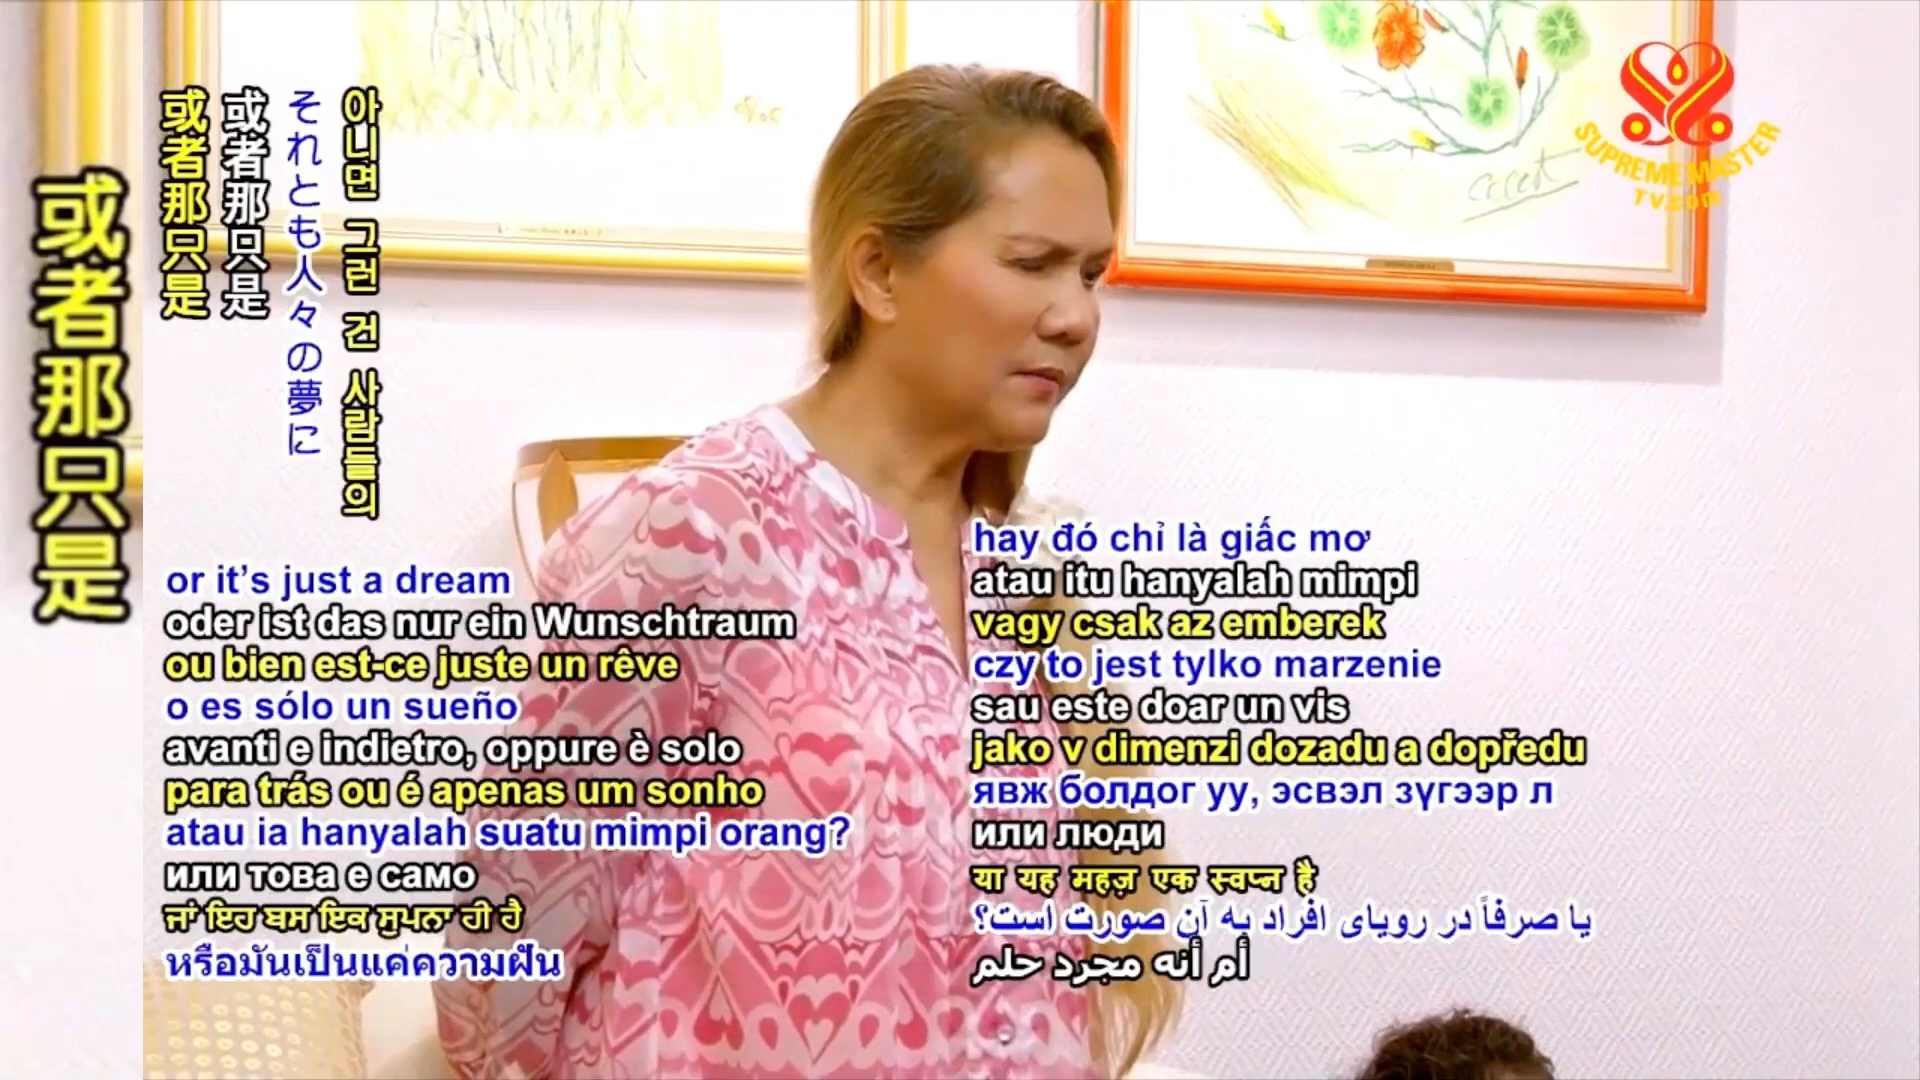 或者那只是
或者那只是
或者那只是
それとも人々の夢に
아니면 그런 건 사람들의
or it's just a dream
oder ist das nur ein Wunschtraum
ou bien est-ce juste un rêve
o es sólo un sueño
avanti e indietro, oppure è solo
para trás ou é apenas um sonho
atau ia hanyalah suatu mimpi orang?
или това е само
ਜਾਂ ਇਹ ਬਸ ਇਕ ਸੁਪਨਾ ਹੀ ਹੈ
หรือมันเป็นแค่ความฝัน
hay đó chỉ là giấc mơ
atau itu hanyalah mimpi
vagy csak az emberek
czy to jest tylko marzenie
sau este doar un vis
jako v dimenzi dozadu a dopředu
явж болдог уу, эсвэл зүгээр л
или люди
या यह महज़ एक स्वप्न है
یا صرفاً در رویای افراد به آن صورت است؟
أم أنه مجرد حلم
SUPREME MASTER
TV.COM